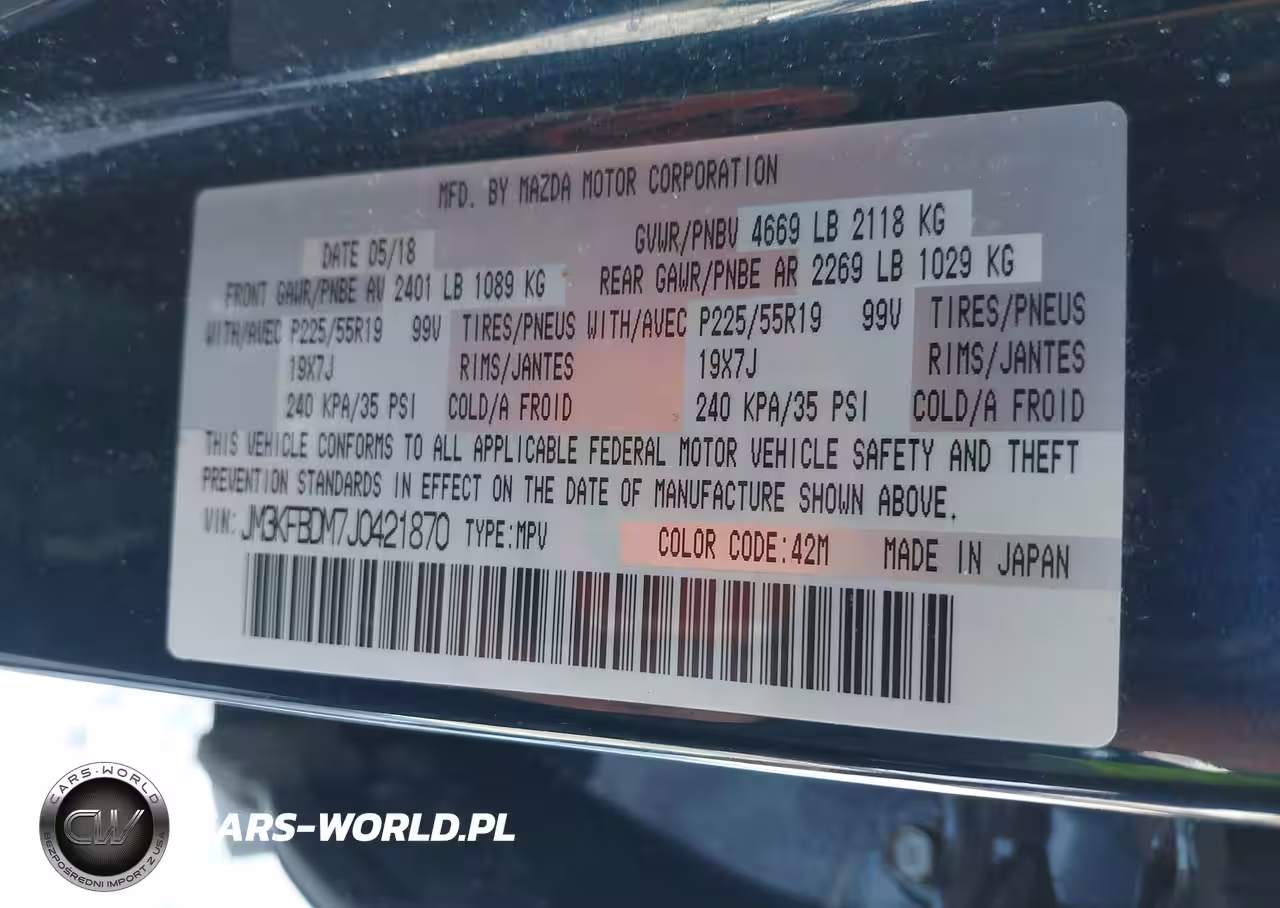 MFD. BY MAZDA MOTOR CORPORATION
DATE 05/18 GVWR/PNBV 4669 LB 2118 KG
FRONT GAWR/PNBE AV 2401 LB 1089 KG REAR GAWR/PNBE AR 2269 LB 1029 KG
WITH/AVEC P225/55R19 99V TIRES/PNEUS WITH/AVEC P225/55R19 99V TIRES/PNEUS
19X7J RIMS/JANTES 19X7J RIMS/JANTES
240 KPA/35 PSI COLD/A FROID 240 KPA/35 PSI COLD/A FROID
THIS VEHICLE CONFORMS TO ALL APPLICABLE FEDERAL MOTOR VEHICLE SAFETY AND THEFT
PREVENTION STANDARDS IN EFFECT ON THE DATE OF MANUFACTURE SHOWN ABOVE.
VIN: JM3KFBDM7J0421870 TYPE:MPV COLOR CODE:42M MADE IN JAPAN
CARS·WORLD
CW
BEZPOŚREDNI IMPORT Z USA
CARS-WORLD.PL